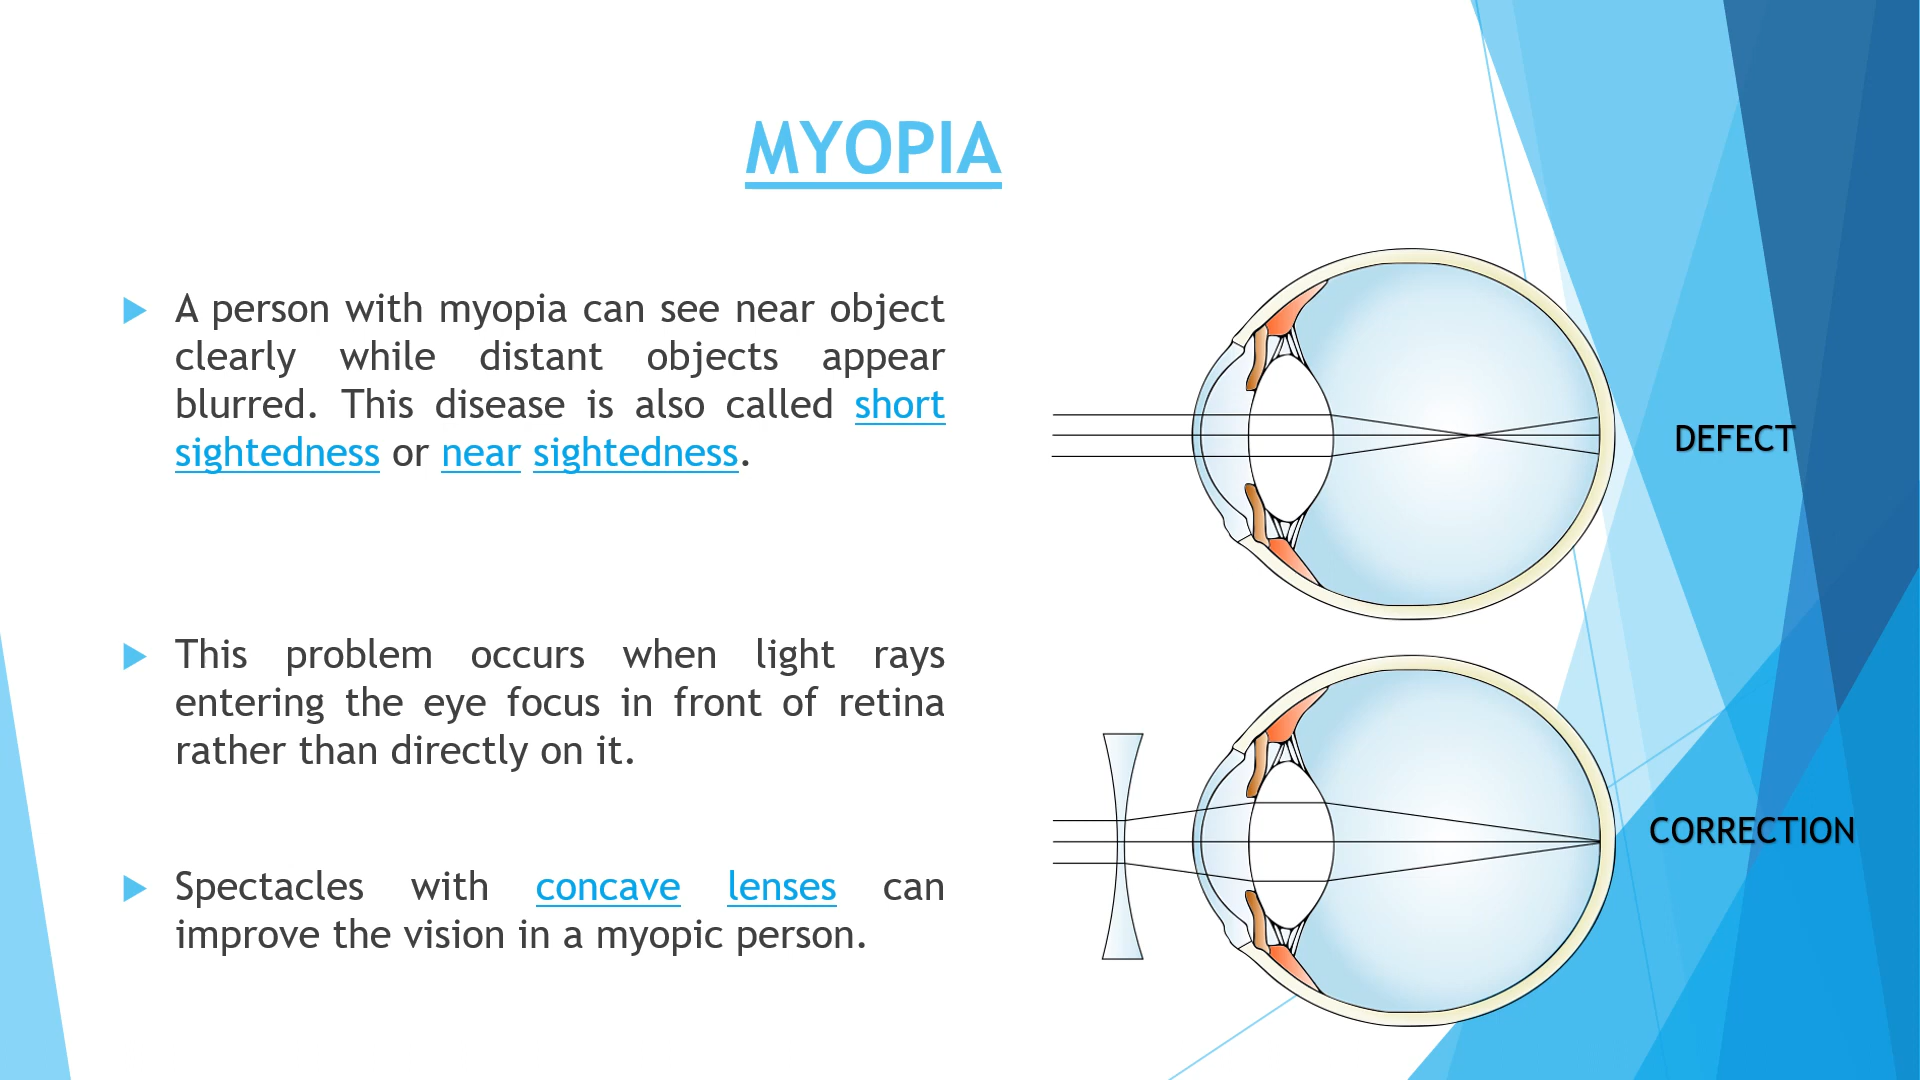 MYOPIA
A person with myopia can see near object
clearly while distant objects appear
blurred. This disease is also called short
sightedness or near sightedness.
This problem occurs when light rays
entering the eye focus in front of retina
rather than directly on it.
Spectacles with concave lenses can
improve the vision in a myopic person.
DEFECT
CORRECTION